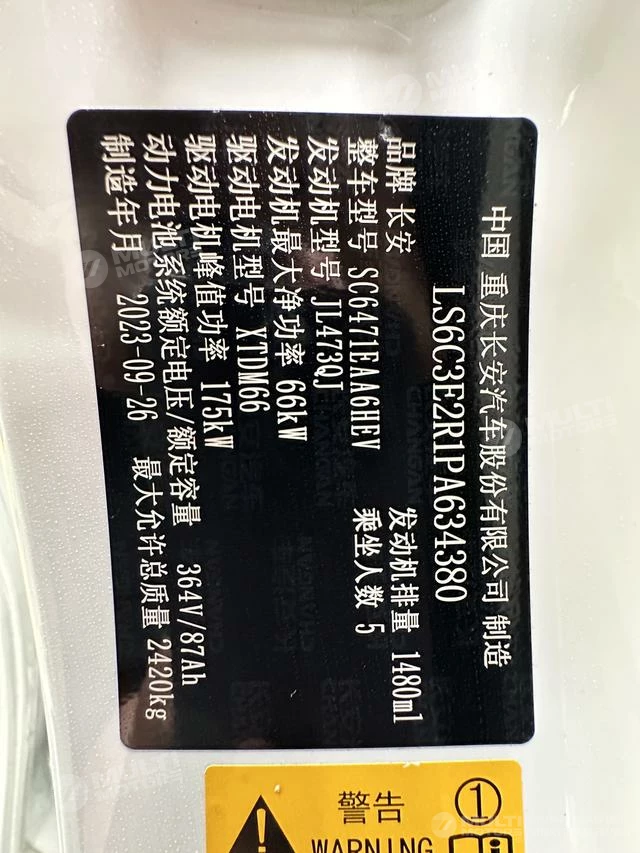 中国 重庆长安汽车股份有限公司 制造
LS6C3E2R1PA634380
品牌 长安 发动机排量 1480ml
整车型号 SC6471EAA6HEV 乘坐人数 5
发动机型号 JL473QJ
发动机最大净功率 66kW
驱动电机型号 XTDM66
驱动电机峰值功率 175kW
动力电池系统额定电压/额定容量 364V/87Ah
制造年月 2023-09-26 最大允许总质量 2420kg
警告 ①
WARNING